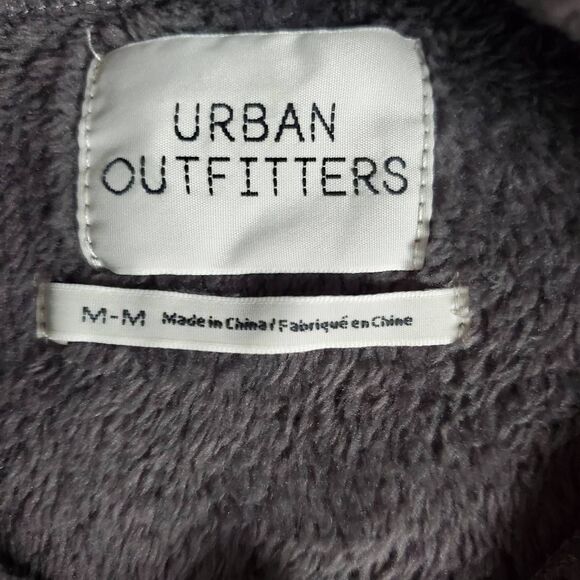 URBAN
OUTFITTERS
M-M Made in China / Fabriqué en Chine